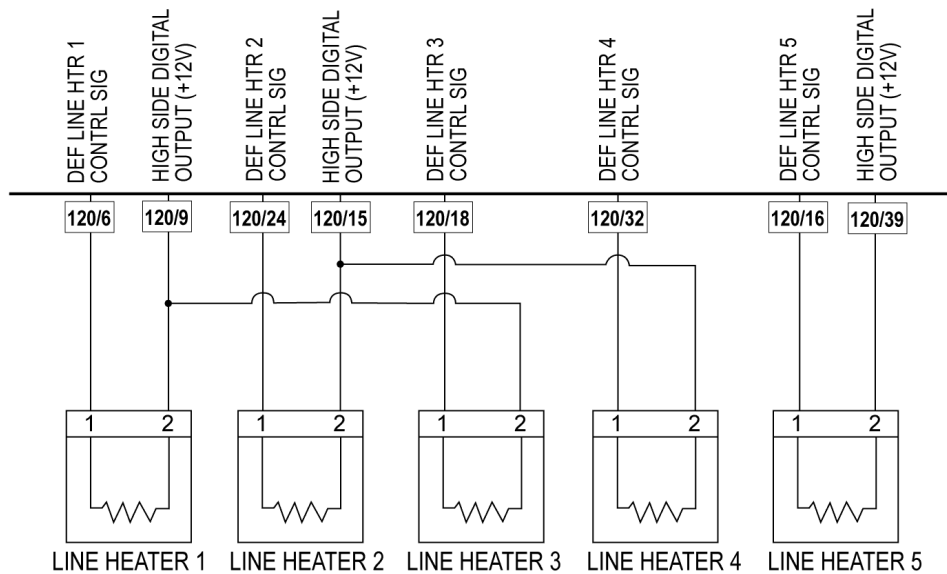 DEF LINE HTR 1
CONTRL SIG
HIGH SIDE DIGITAL
OUTPUT (+12V)
DEF LINE HTR 2
CONTRL SIG
HIGH SIDE DIGITAL
OUTPUT (+12V)
DEF LINE HTR 3
CONTRL SIG
DEF LINE HTR 4
CONTRL SIG
DEF LINE HTR 5
CONTRL SIG
HIGH SIDE DIGITAL
OUTPUT (+12V)
120/6 120/9 120/24 120/15 120/18 120/32 120/16 120/39
1 2 1 2 1 2 1 2 1 2
LINE HEATER 1 LINE HEATER 2 LINE HEATER 3 LINE HEATER 4 LINE HEATER 5